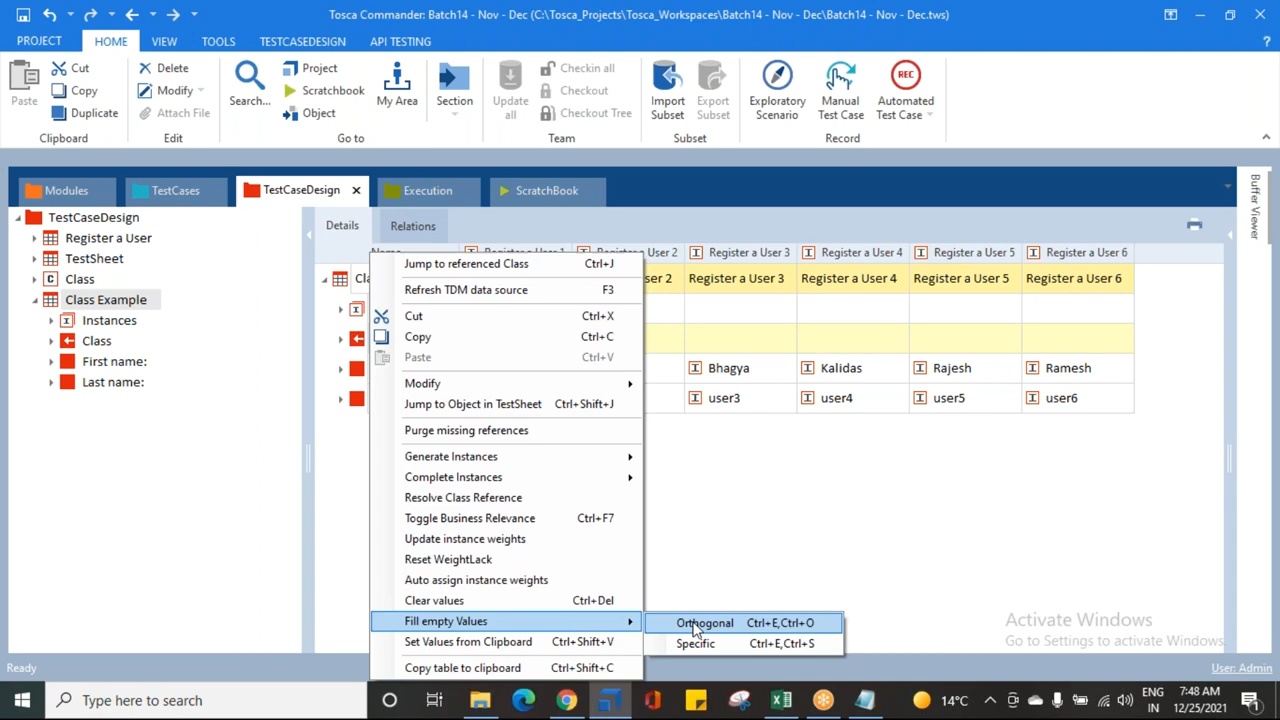 Tosca Commander: Batch14 - Nov - Dec (C:\Tosca_Projects\Tosca_Workspaces\Batch14 - Nov - Dec\Batch14 - Nov - Dec.tws)
PROJECT HOME VIEW TOOLS TESTCASEDESIGN API TESTING ?
Paste
Cut
Copy
Duplicate
Clipboard
Delete
Modify
Attach File
Edit
Search...
Project
Scratchbook
Object
My Area
Go to
Section
Update all
Checkin all
Checkout
Checkout Tree
Team
Import Subset
Export Subset
Subset
Exploratory Scenario
Manual Test Case
REC
Automated Test Case
Record
Modules TestCases TestCaseDesign Execution ScratchBook
Buffer Viewer
TestCaseDesign
Register a User
TestSheet
C Class
Class Example
Instances
Class
First name:
Last name:
Details Relations
Name Register a User 1 Register a User 2 Register a User 3 Register a User 4 Register a User 5 Register a User 6
Cla ser 2 Register a User 3 Register a User 4 Register a User 5 Register a User 6
Bhagya Kalidas Rajesh Ramesh
user3 user4 user5 user6
Jump to referenced Class Ctrl+J
Refresh TDM data source F3
Cut Ctrl+X
Copy Ctrl+C
Paste Ctrl+V
Modify
Jump to Object in TestSheet Ctrl+Shift+J
Purge missing references
Generate Instances
Complete Instances
Resolve Class Reference
Toggle Business Relevance Ctrl+F7
Update instance weights
Reset WeightLack
Auto assign instance weights
Clear values Ctrl+Del
Fill empty Values
Set Values from Clipboard Ctrl+Shift+V
Copy table to clipboard Ctrl+Shift+C
Orthogonal Ctrl+E,Ctrl+O
Specific Ctrl+E,Ctrl+S
Activate Windows
Go to Settings to activate Windows.
Ready User: Admin
Type here to search
14°C
ENG
IN
7:48 AM
12/25/2021